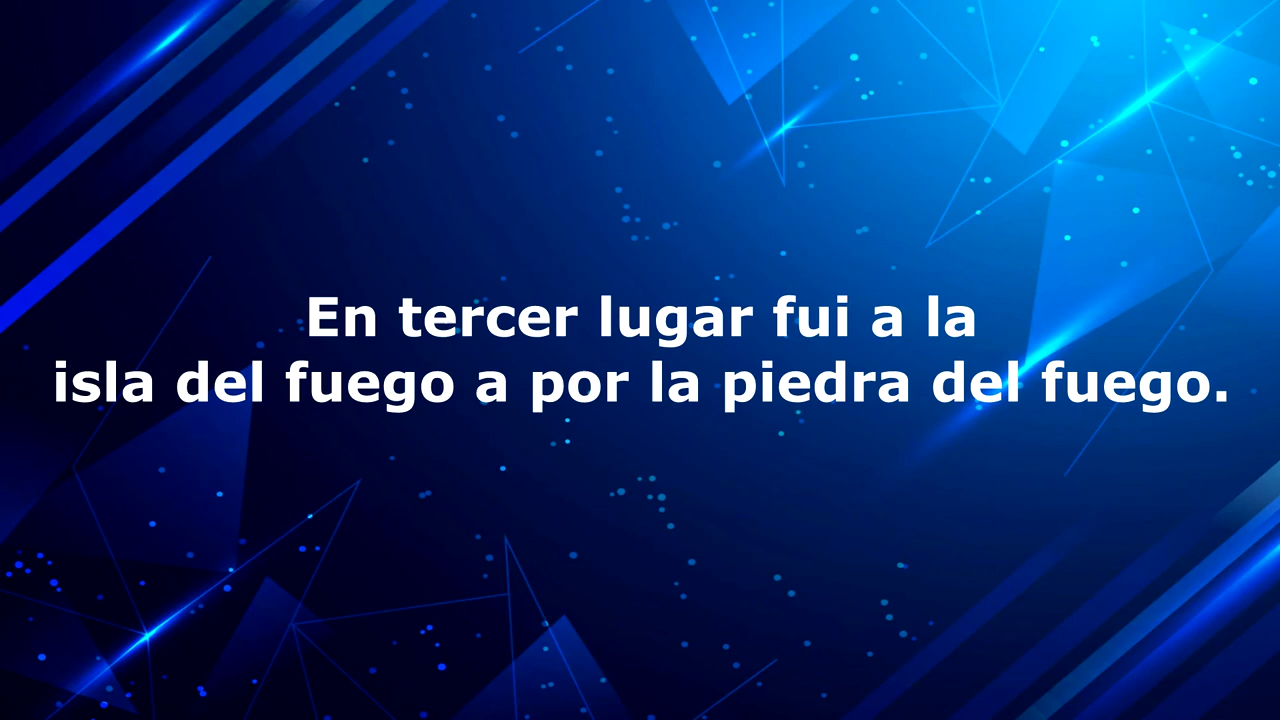 En tercer lugar fui a la
isla del fuego a por la piedra del fuego.